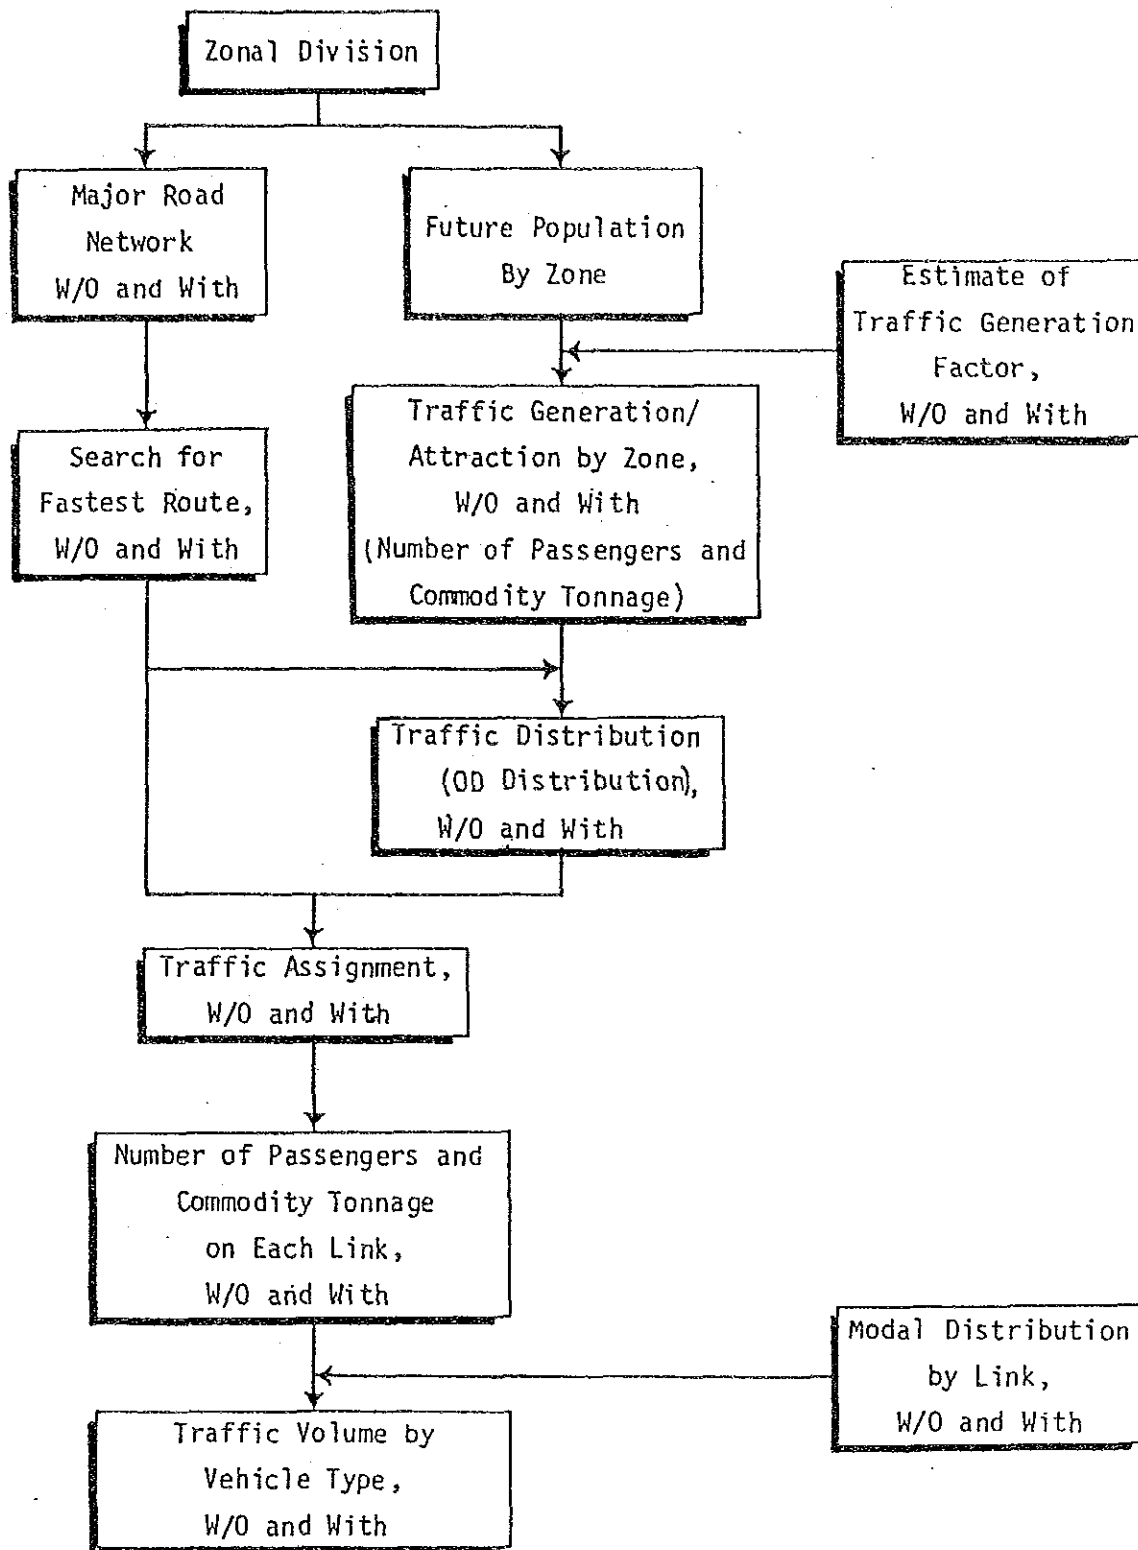 Zonal Division
Major Road
Network
W/O and With
Future Population
By Zone
Estimate of
Traffic Generation
Factor,
W/O and With
Search for
Fastest Route,
W/O and With
Traffic Generation/
Attraction by Zone,
W/O and With
(Number of Passengers and
Commodity Tonnage)
Traffic Distribution
(OD Distribution),
W/O and With
Traffic Assignment,
W/O and With
Number of Passengers and
Commodity Tonnage
on Each Link,
W/O and With
Modal Distribution
by Link,
W/O and With
Traffic Volume by
Vehicle Type,
W/O and With